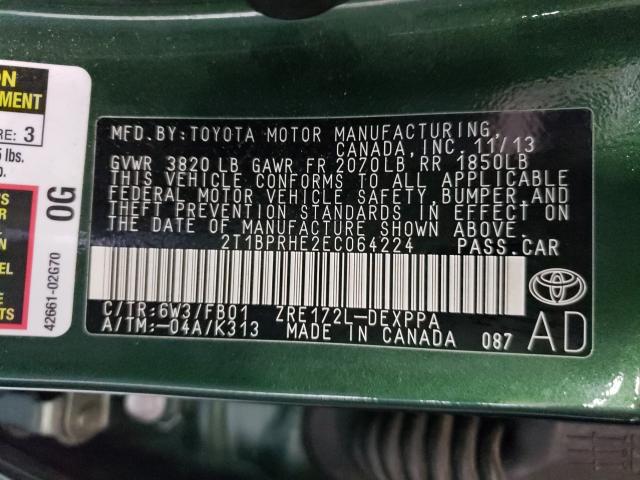 ON
MENT
RE: 3
lbs.
0G
42661-02G70
MFD.BY:TOYOTA MOTOR MANUFACTURING,
CANADA, INC. 11/13
GVWR 3820 LB GAWR FR 2070LB, RR 1850LB
THIS VEHICLE CONFORMS TO ALL APPLICABLE
FEDERAL MOTOR VEHICLE SAFETY, BUMPER, AND
THEFT PREVENTION STANDARDS IN EFFECT ON
THE DATE OF MANUFACTURE SHOWN ABOVE.
2T1BPRHE2EC064224 PASS.CAR
C/TR:6W3/FB01 ZRE172L-DEXPPA
A/TM:-04A/K313 MADE IN CANADA 087
AD